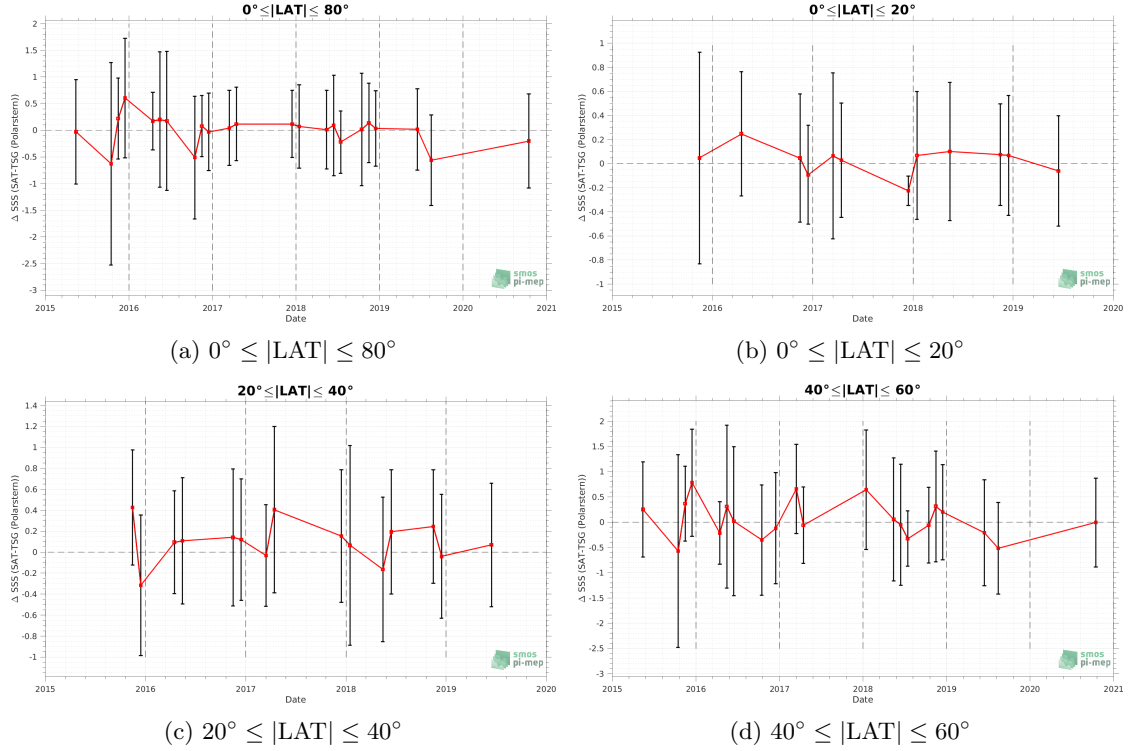 0°≤|LAT|≤ 80°
Δ SSS (SAT-TSG (Polarstern))
2
1.5
1
0.5
0
-0.5
-1
-1.5
-2
-2.5
-3
2015 2016 2017 2018 2019 2020 2021
Date
smos
pi-mep
(a) 0° ≤ |LAT| ≤ 80°
0°≤|LAT|≤ 20°
Δ SSS (SAT-TSG (Polarstern))
1
0.8
0.6
0.4
0.2
0
-0.2
-0.4
-0.6
-0.8
-1
2015 2016 2017 2018 2019 2020
Date
smos
pi-mep
(b) 0° ≤ |LAT| ≤ 20°
20°≤|LAT|≤ 40°
Δ SSS (SAT-TSG (Polarstern))
1.4
1.2
1
0.8
0.6
0.4
0.2
0
-0.2
-0.4
-0.6
-0.8
-1
2015 2016 2017 2018 2019 2020
Date
smos
pi-mep
(c) 20° ≤ |LAT| ≤ 40°
40°≤|LAT|≤ 60°
Δ SSS (SAT-TSG (Polarstern))
2
1.5
1
0.5
0
-0.5
-1
-1.5
-2
-2.5
-3
2015 2016 2017 2018 2019 2020 2021
Date
smos
pi-mep
(d) 40° ≤ |LAT| ≤ 60°